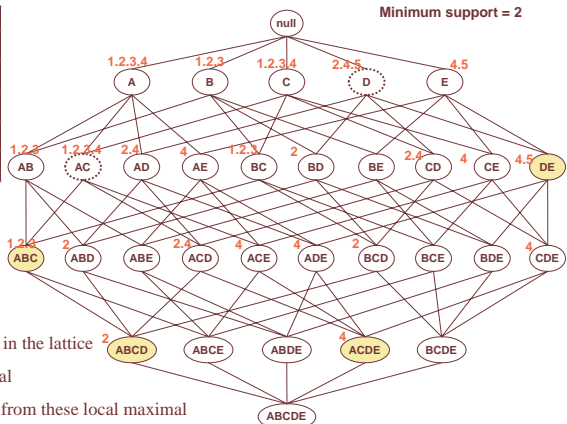 Minimum support = 2
null
1.2.3.4 1.2.3 1.2.3.4 2.4.5 4.5
A B C D E
1.2.3 1.2.3.4 2.4 4 1.2.3 2 2.4 4 4.5
AB AC AD AE BC BD BE CD CE DE
1.2.3 2 2.4 4 4 2 4
ABC ABD ABE ACD ACE ADE BCD BCE BDE CDE
in the lattice
2 4
ABCD ABCE ABDE ACDE BCDE
al
from these local maximal
ABCDE